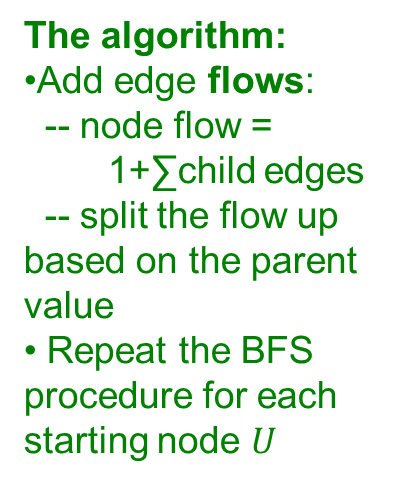 The algorithm:
•Add edge flows:
-- node flow =
1+∑child edges
-- split the flow up
based on the parent
value
• Repeat the BFS
procedure for each
starting node 𝑈